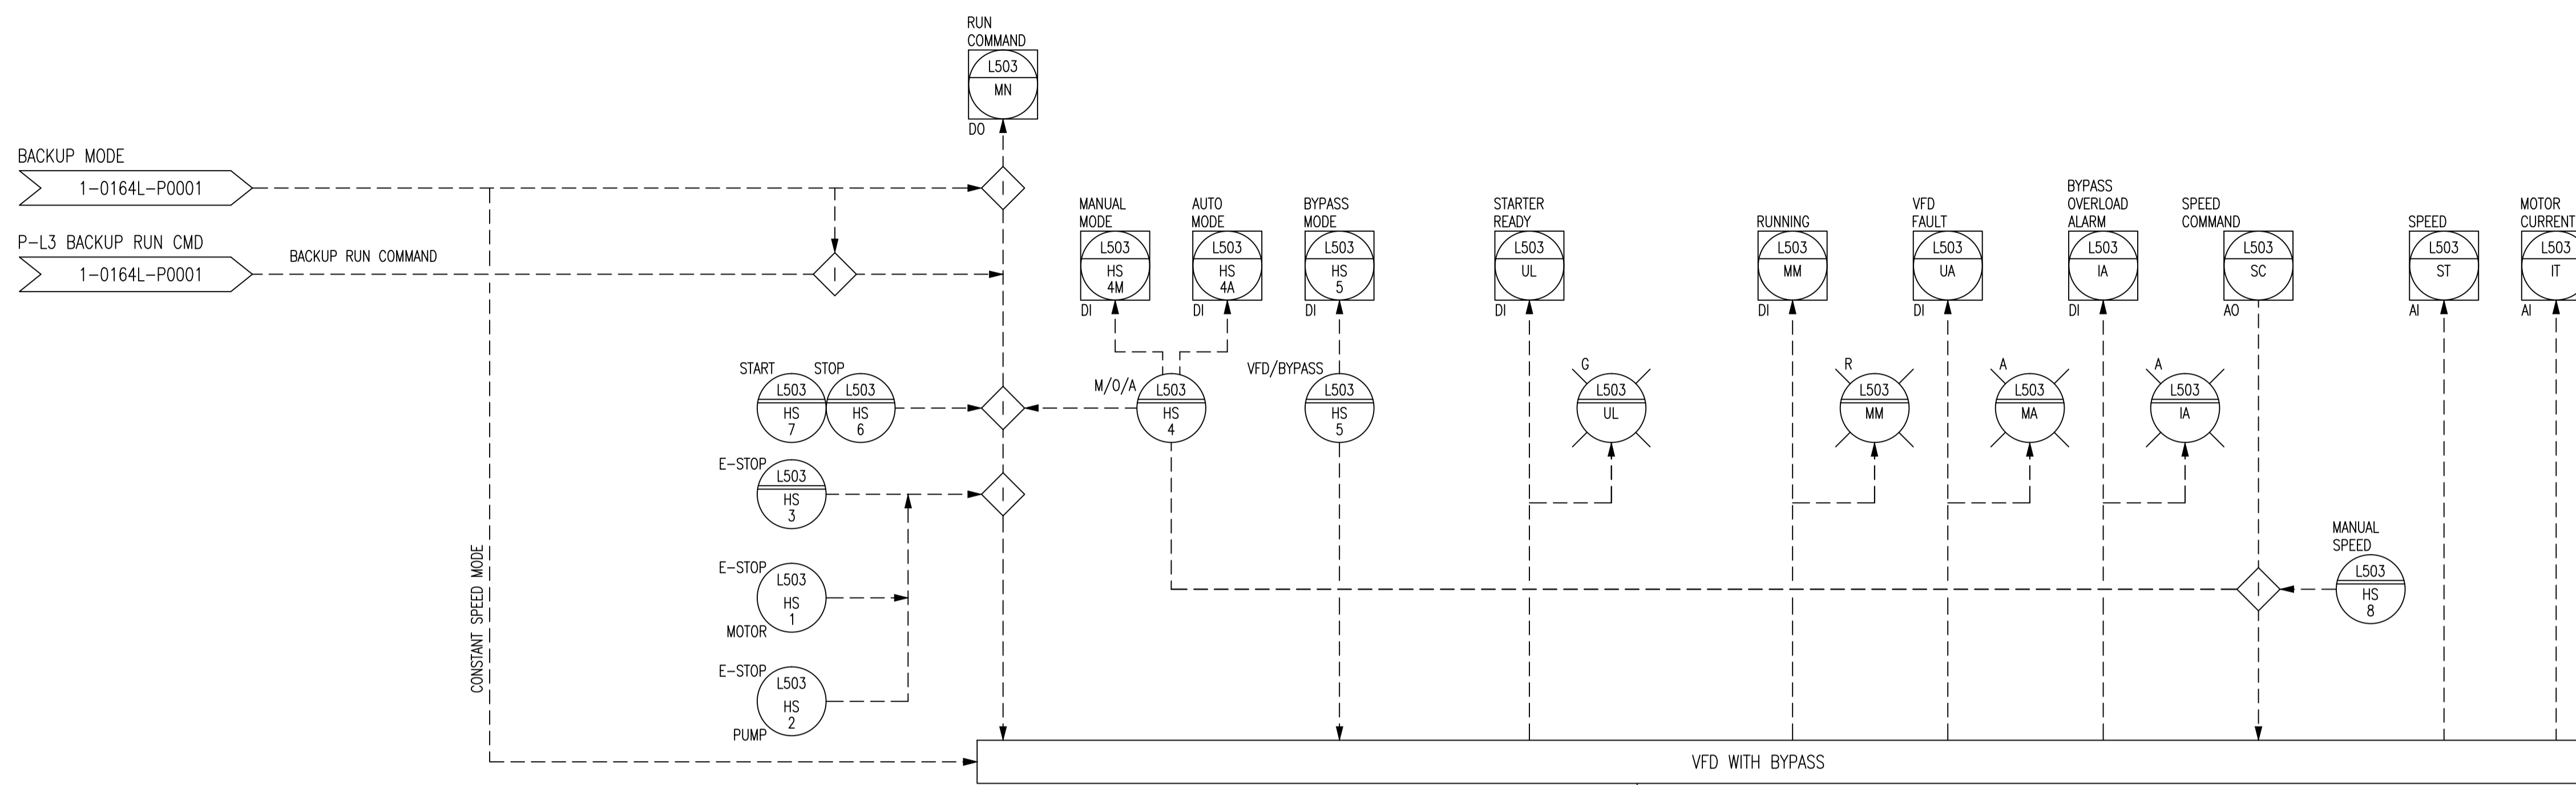 RUN
COMMAND
L503
MN
DO
BACKUP MODE
1-0164L-P0001
P-L3 BACKUP RUN CMD
1-0164L-P0001
BACKUP RUN COMMAND
I
I
MANUAL
MODE
L503
HS
4M
DI
AUTO
MODE
L503
HS
4A
DI
BYPASS
MODE
L503
HS
5
DI
STARTER
READY
L503
UL
DI
RUNNING
L503
MM
DI
VFD
FAULT
L503
UA
DI
BYPASS
OVERLOAD
ALARM
L503
IA
DI
SPEED
COMMAND
L503
SC
AO
SPEED
L503
ST
AI
MOTOR
CURRENT
L503
IT
AI
START
L503
HS
7
STOP
L503
HS
6
I
M/O/A
L503
HS
4
VFD/BYPASS
L503
HS
5
G
L503
UL
R
L503
MM
A
L503
MA
A
L503
IA
E-STOP
L503
HS
3
I
E-STOP
L503
HS
1
MOTOR
E-STOP
L503
HS
2
PUMP
CONSTANT SPEED MODE
I
MANUAL
SPEED
L503
HS
8
VFD WITH BYPASS